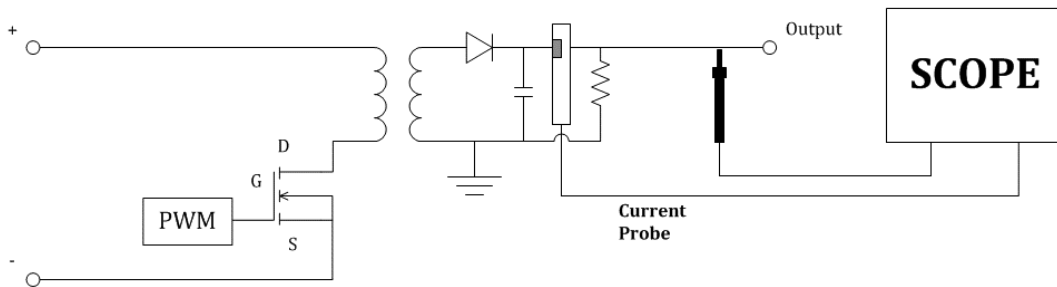 +
Output
SCOPE
D
G
PWM
S
Current
Probe
-